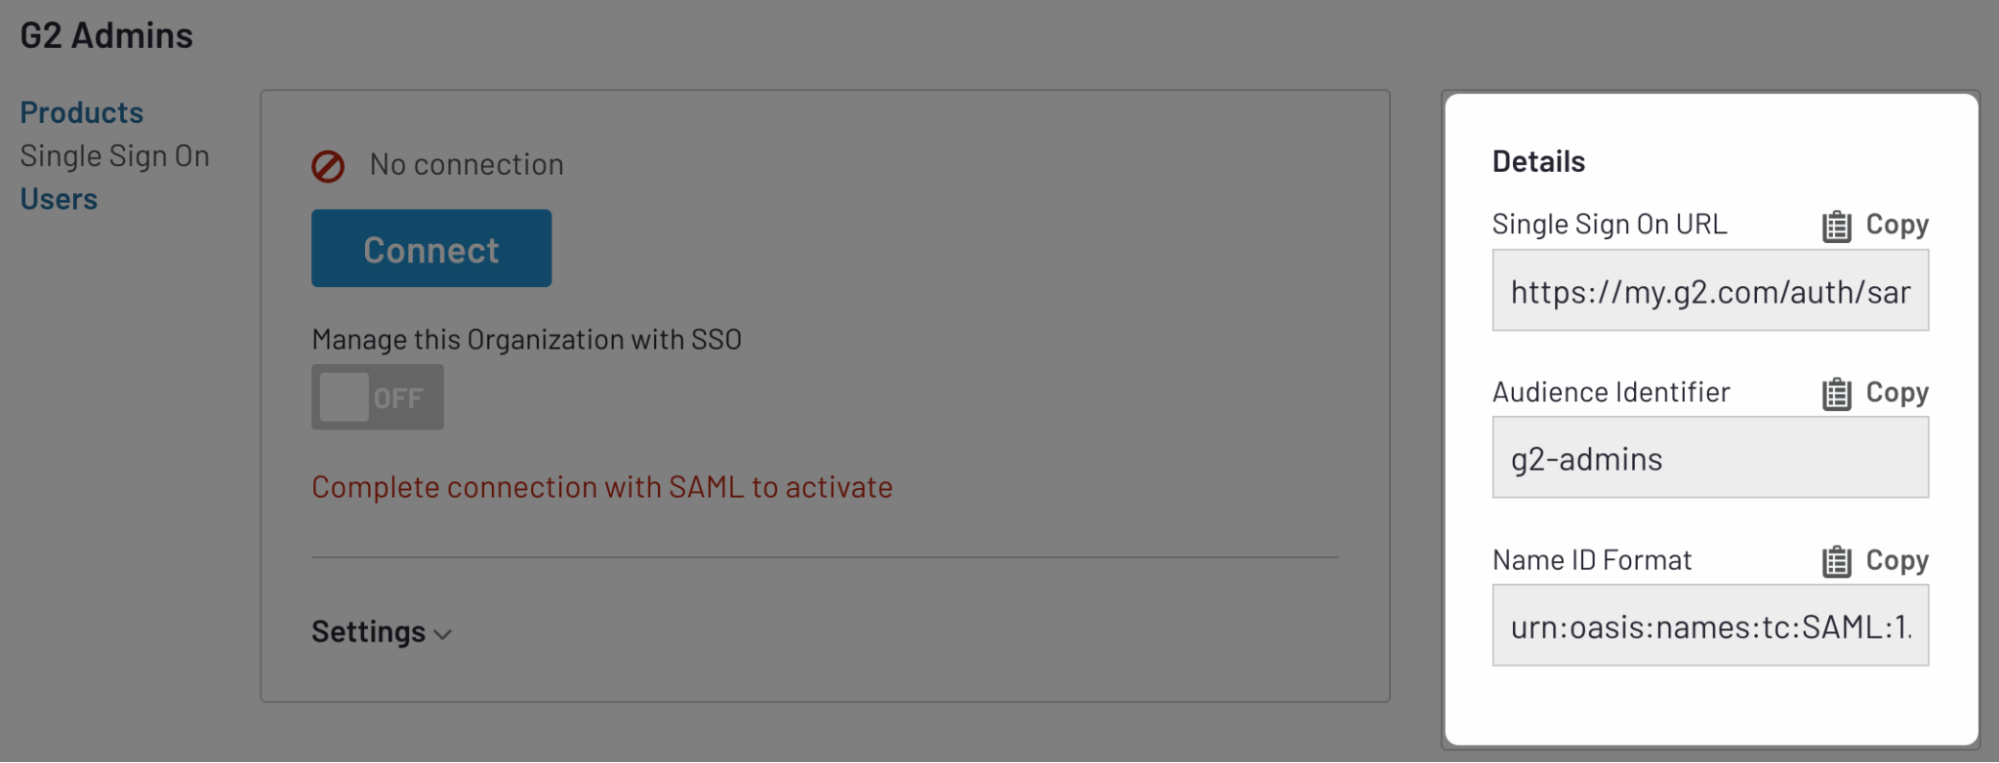 G2 Admins
Products
Single Sign On
Users
No connection
Connect
Manage this Organization with SSO
OFF
Complete connection with SAML to activate
Settings
Details
Single Sign On URL Copy
https://my.g2.com/auth/sar
Audience Identifier Copy
g2-admins
Name ID Format Copy
urn:oasis:names:tc:SAML:1.